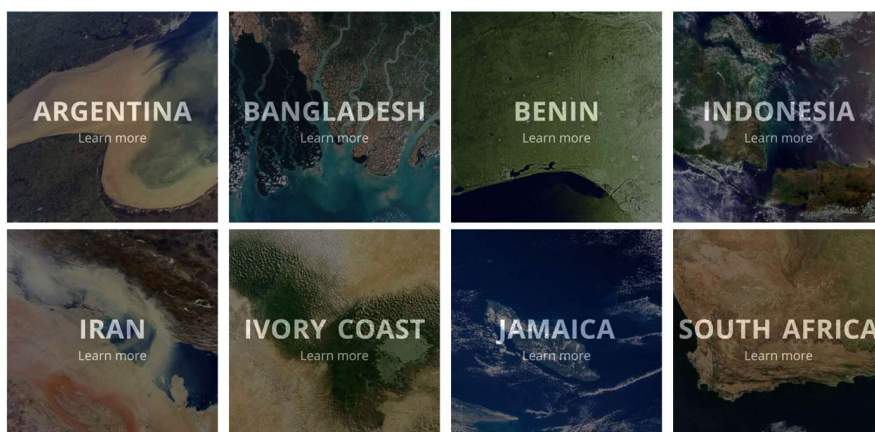 ARGENTINA
Learn more
BANGLADESH
Learn more
BENIN
Learn more
INDONESIA
Learn more
IRAN
Learn more
IVORY COAST
Learn more
JAMAICA
Learn more
SOUTH AFRICA
Learn more